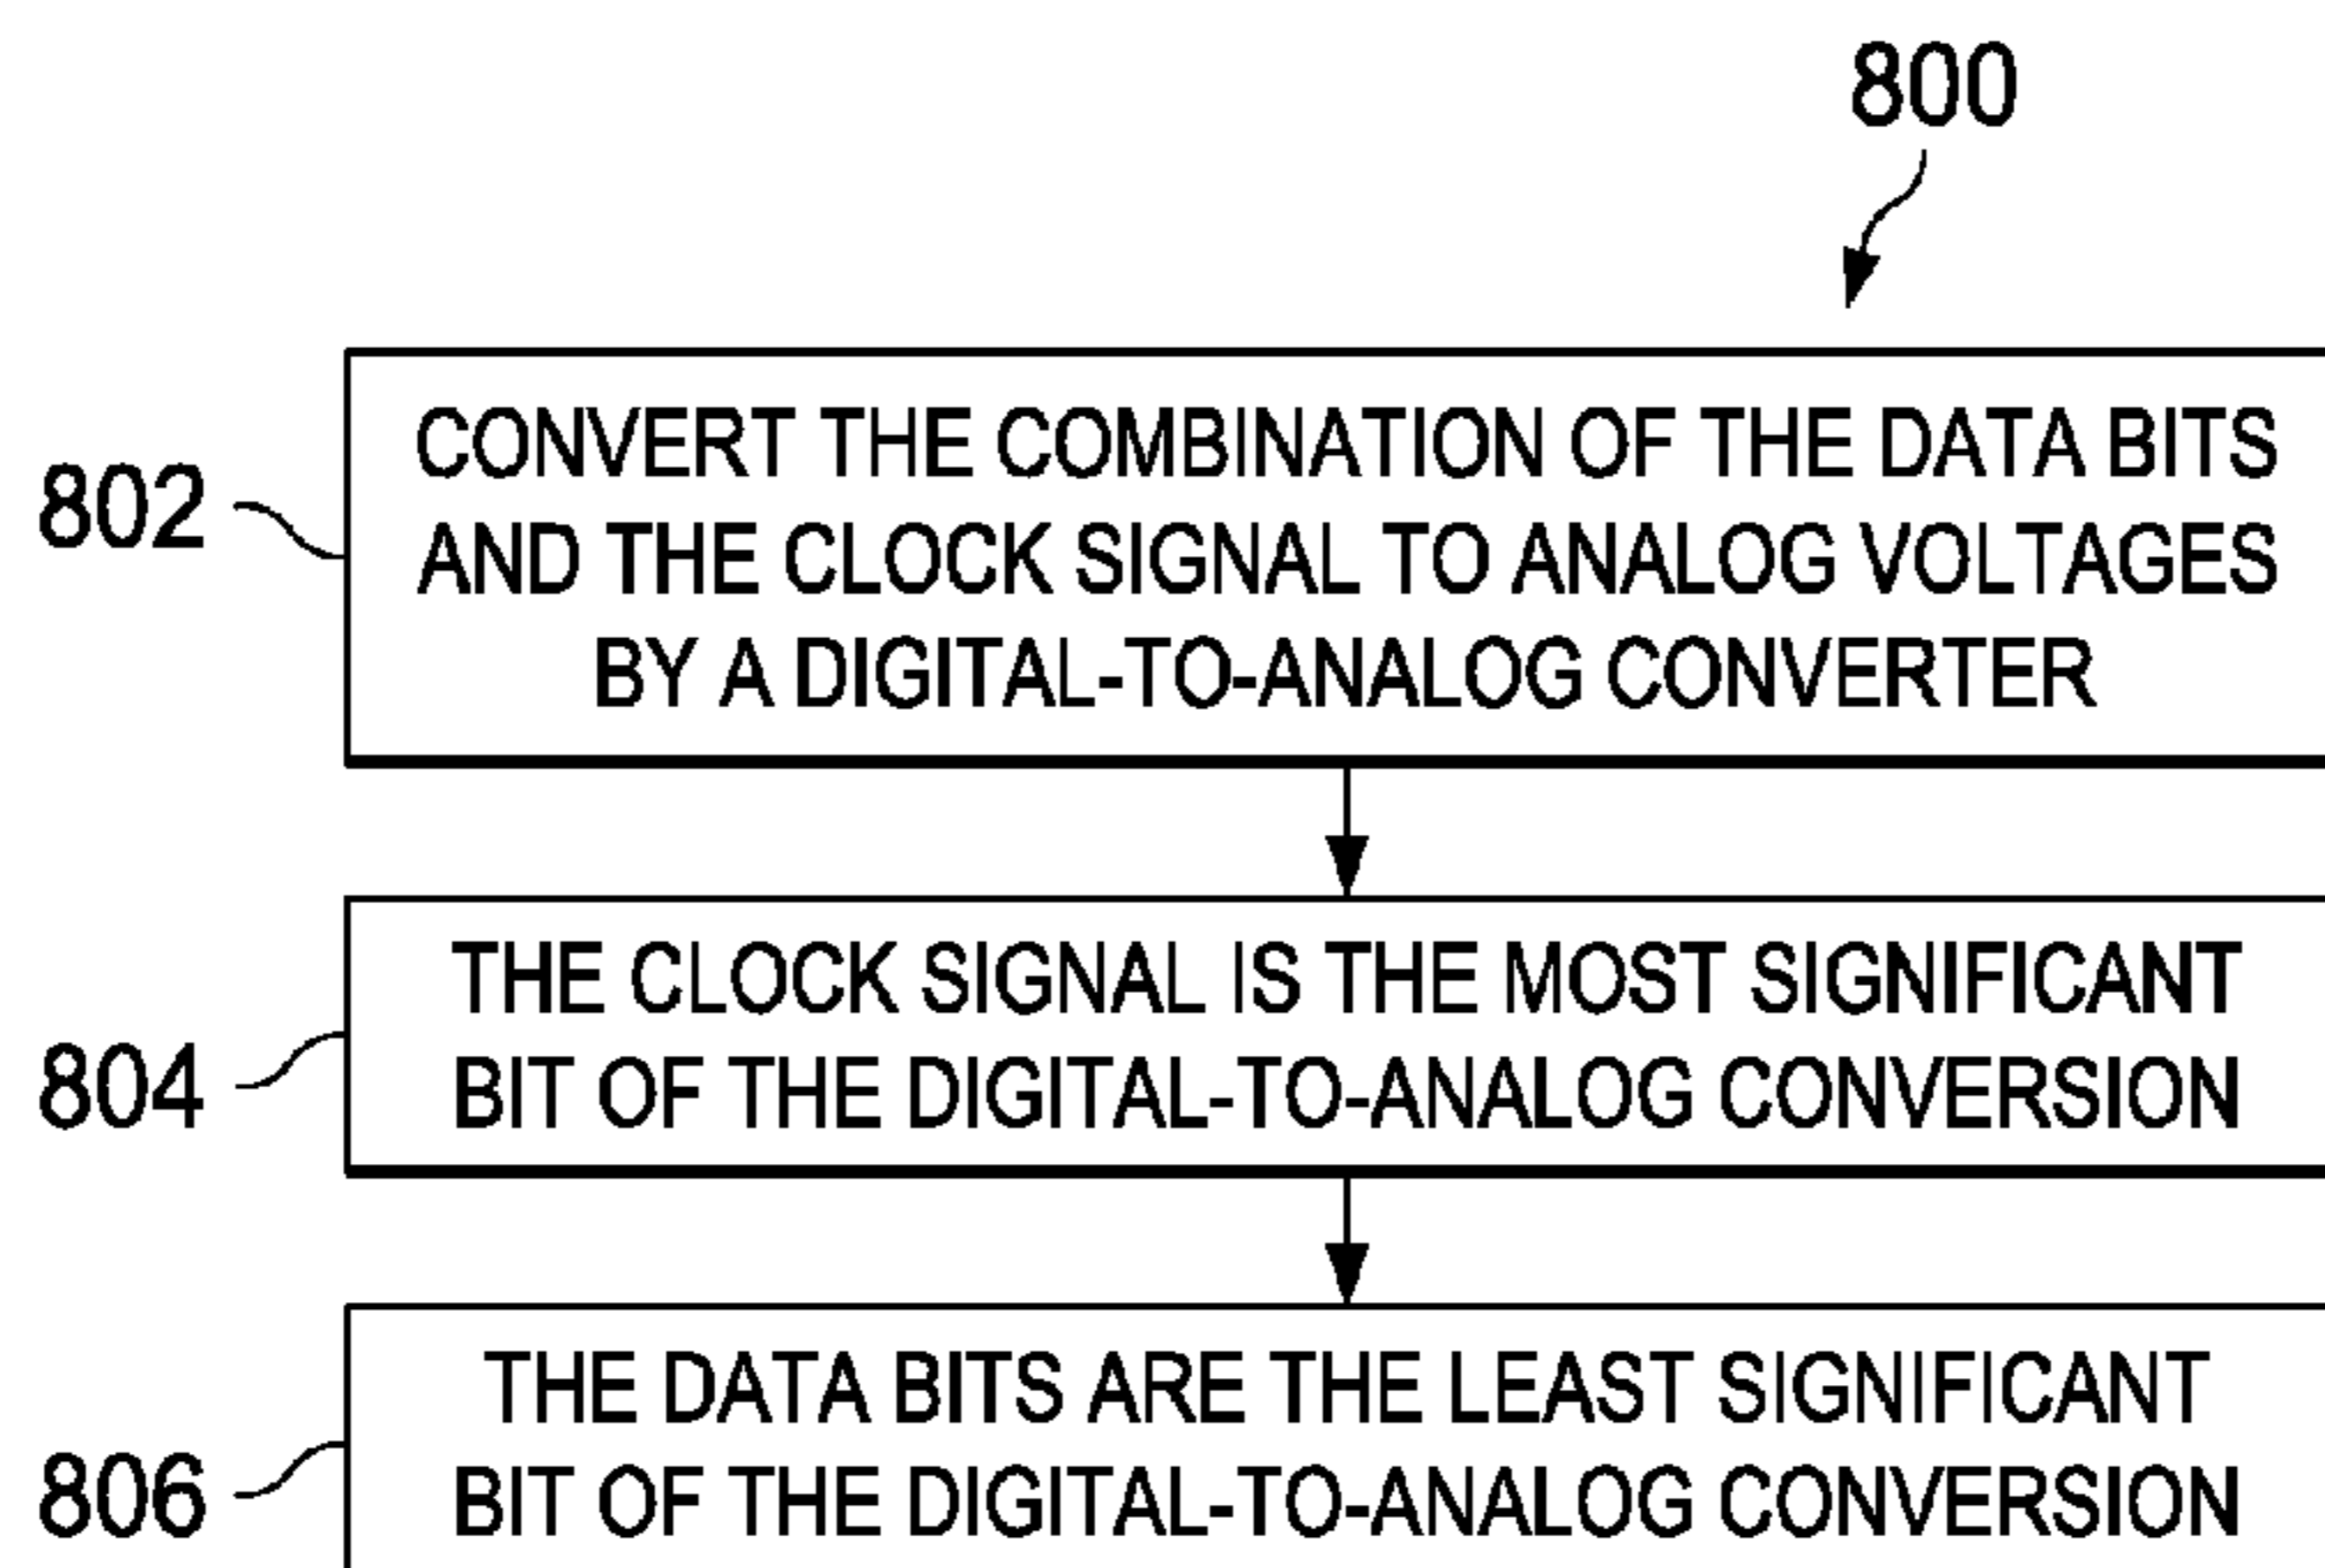 800
802
CONVERT THE COMBINATION OF THE DATA BITS
AND THE CLOCK SIGNAL TO ANALOG VOLTAGES
BY A DIGITAL-TO-ANALOG CONVERTER
804
THE CLOCK SIGNAL IS THE MOST SIGNIFICANT
BIT OF THE DIGITAL-TO-ANALOG CONVERSION
806
THE DATA BITS ARE THE LEAST SIGNIFICANT
BIT OF THE DIGITAL-TO-ANALOG CONVERSION